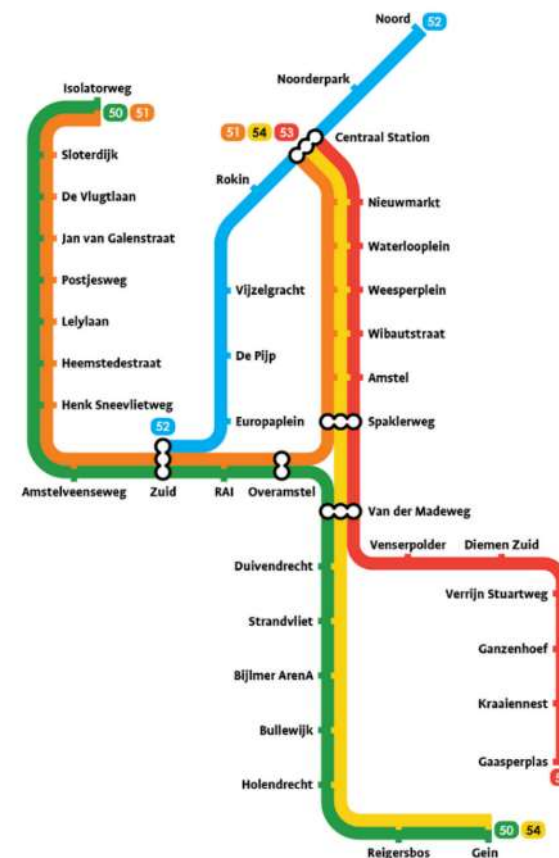 Noord 52
Noorderpark
Isolatorweg
50 51
51 54 53 Centraal Station
Sloterdijk
Rokin
De Vlugtlaan
Nieuwmarkt
Jan van Galenstraat
Waterlooplein
Postjesweg
Vijzelgracht
Weesperplein
Lelylaan
Wibautstraat
De Pijp
Heemstedestraat
Amstel
Henk Sneevlietweg
52
Europaplein
Spaklerweg
Amstelveenseweg Zuid RAI Overamstel
Van der Madeweg
Venserpolder Diemen Zuid
Duivendrecht
Verrijn Stuartweg
Strandvliet
Ganzenhoef
Bijlmer ArenA
Kraaiennest
Bullewijk
Gaasperplas
Holendrecht
50 54
Reigersbos Gein